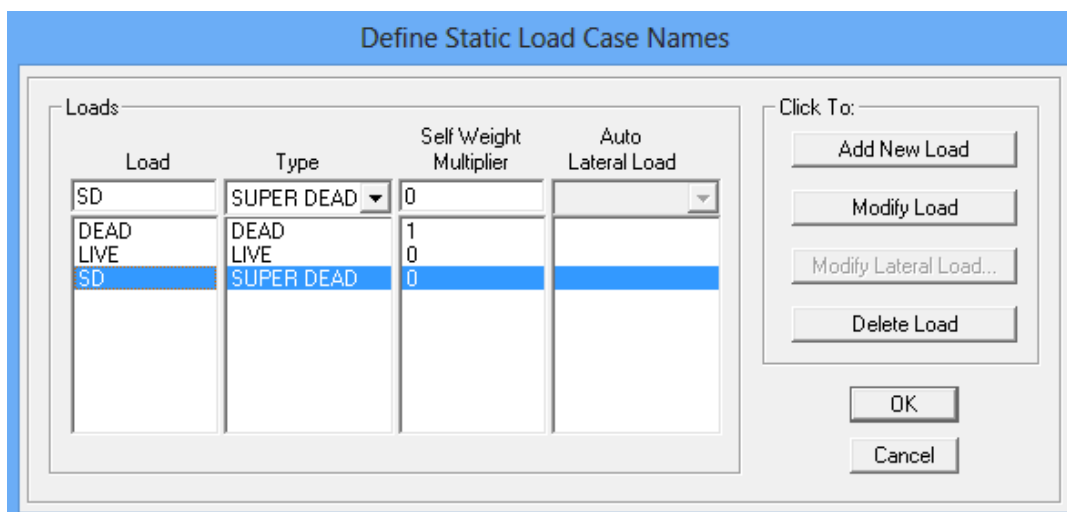 Define Static Load Case Names
Loads
Load Type Self Weight Multiplier Auto Lateral Load
SD SUPER DEAD 0
DEAD DEAD 1
LIVE LIVE 0
SD SUPER DEAD 0
Click To:
Add New Load
Modify Load
Modify Lateral Load...
Delete Load
OK
Cancel